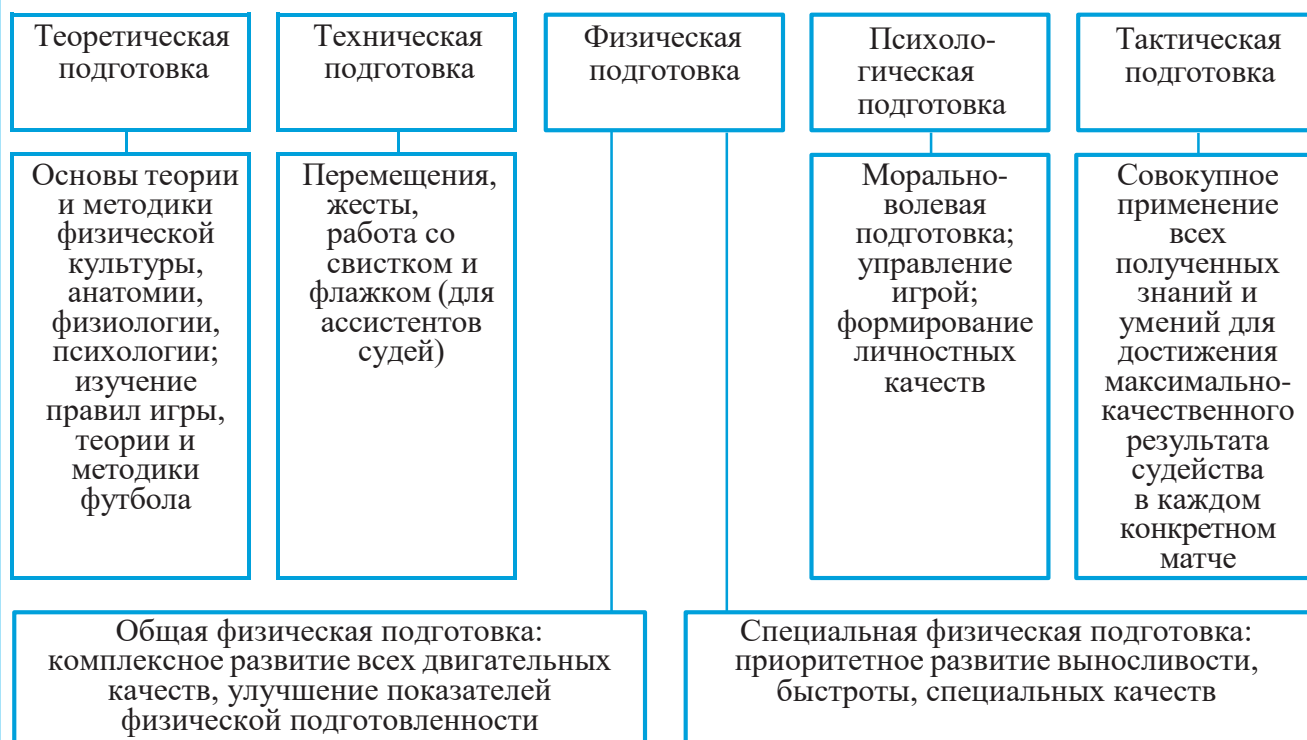 Теоретическая
подготовка
Техническая
подготовка
Физическая
подготовка
Психоло-
гическая
подготовка
Тактическая
подготовка
Основы теории
и методики
физической
культуры,
анатомии,
физиологии,
психологии;
изучение
правил игры,
теории и
методики
футбола
Перемещения,
жесты,
работа со
свистком и
флажком (для
ассистентов
судей)
Морально-
волевая
подготовка;
управление
игрой;
формирование
личностных
качеств
Совокупное
применение
всех
полученных
знаний и
умений для
достижения
максимально-
качественного
результата
судейства
в каждом
конкретном
матче
Общая физическая подготовка:
комплексное развитие всех двигательных
качеств, улучшение показателей
физической подготовленности
Специальная физическая подготовка:
приоритетное развитие выносливости,
быстроты, специальных качеств